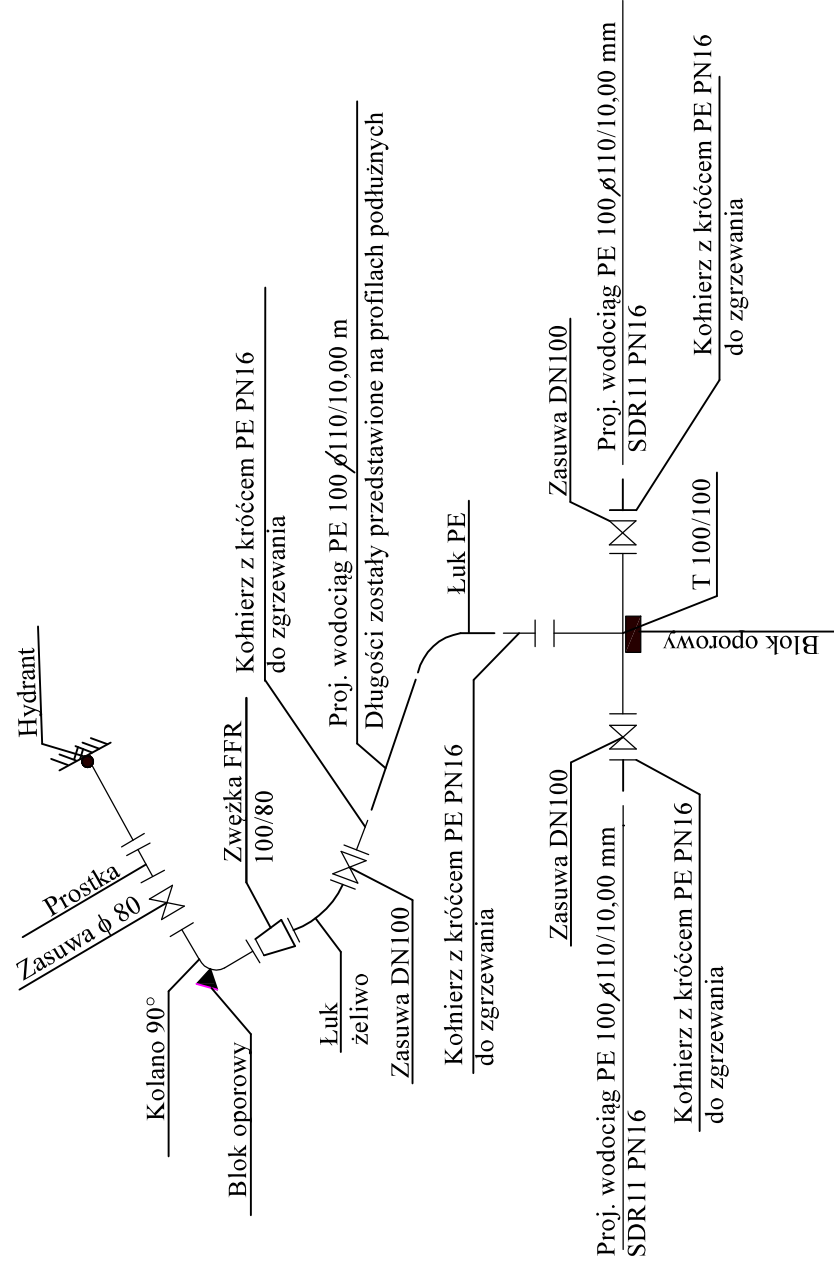 Hydrant
Prostka
Zasuwa ϕ 80
Kolano 90°
Blok oporowy
Zwężka FFR
100/80
Kołnierz z króćcem PE PN16
do zgrzewania
Łuk
żeliwo
Zasuwa DN100
Proj. wodociąg PE 100 ø110/10,00 m
Długości zostały przedstawione na profilach podłużnych
Łuk PE
Kołnierz z króćcem PE PN16
do zgrzewania
Zasuwa DN100
Proj. wodociąg PE 100 ø110/10,00 mm
SDR11 PN16
Kołnierz z króćcem PE PN16
do zgrzewania
Zasuwa DN100
Proj. wodociąg PE 100 ø110/10,00 mm
SDR11 PN16
Kołnierz z króćcem PE PN16
do zgrzewania
T 100/100
Blok oporowy